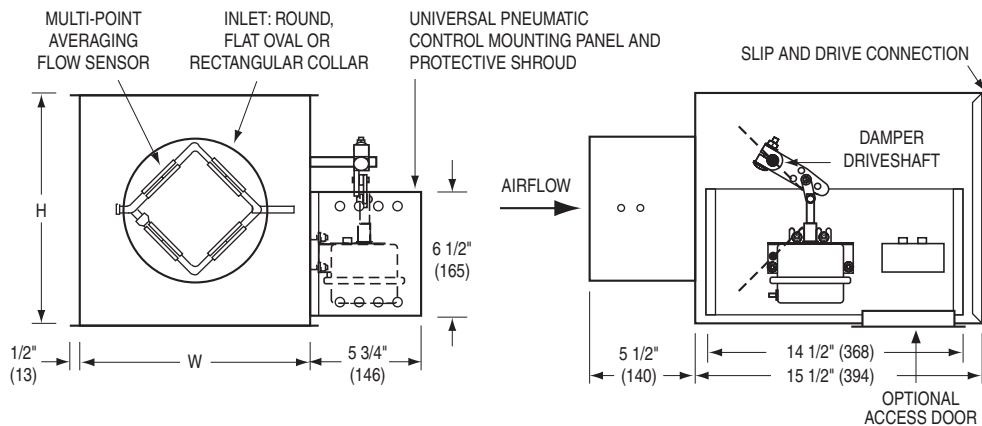 MULTI-POINT
AVERAGING
FLOW SENSOR
INLET: ROUND,
FLAT OVAL OR
RECTANGULAR COLLAR
UNIVERSAL PNEUMATIC
CONTROL MOUNTING PANEL AND
PROTECTIVE SHROUD
SLIP AND DRIVE CONNECTION
DAMPER
DRIVESHAFT
AIRFLOW
H
6 1/2"
(165)
1/2"
(13)
W
5 3/4"
(146)
5 1/2"
(140)
14 1/2" (368)
15 1/2" (394)
OPTIONAL
ACCESS DOOR